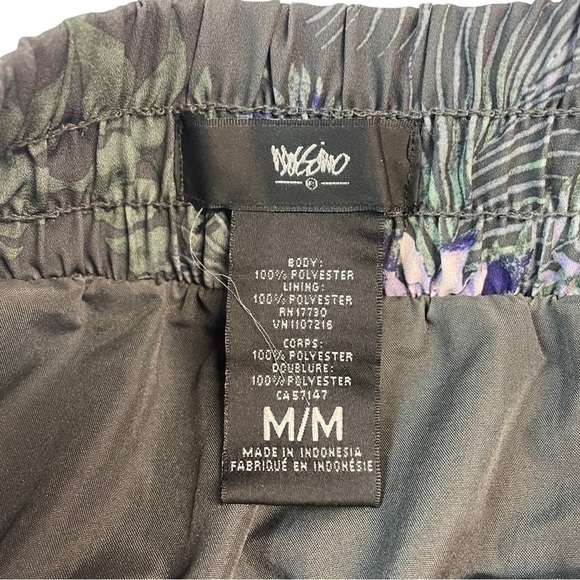 Mossimo
BODY:
100% POLYESTER
LINING:
100% POLYESTER
RN17730
VN1107216
CORPS:
100% POLYESTER
DOUBLURE:
100% POLYESTER
CA57147
M/M
MADE IN INDONESIA
FABRIQUÉ EN INDONÉSIE